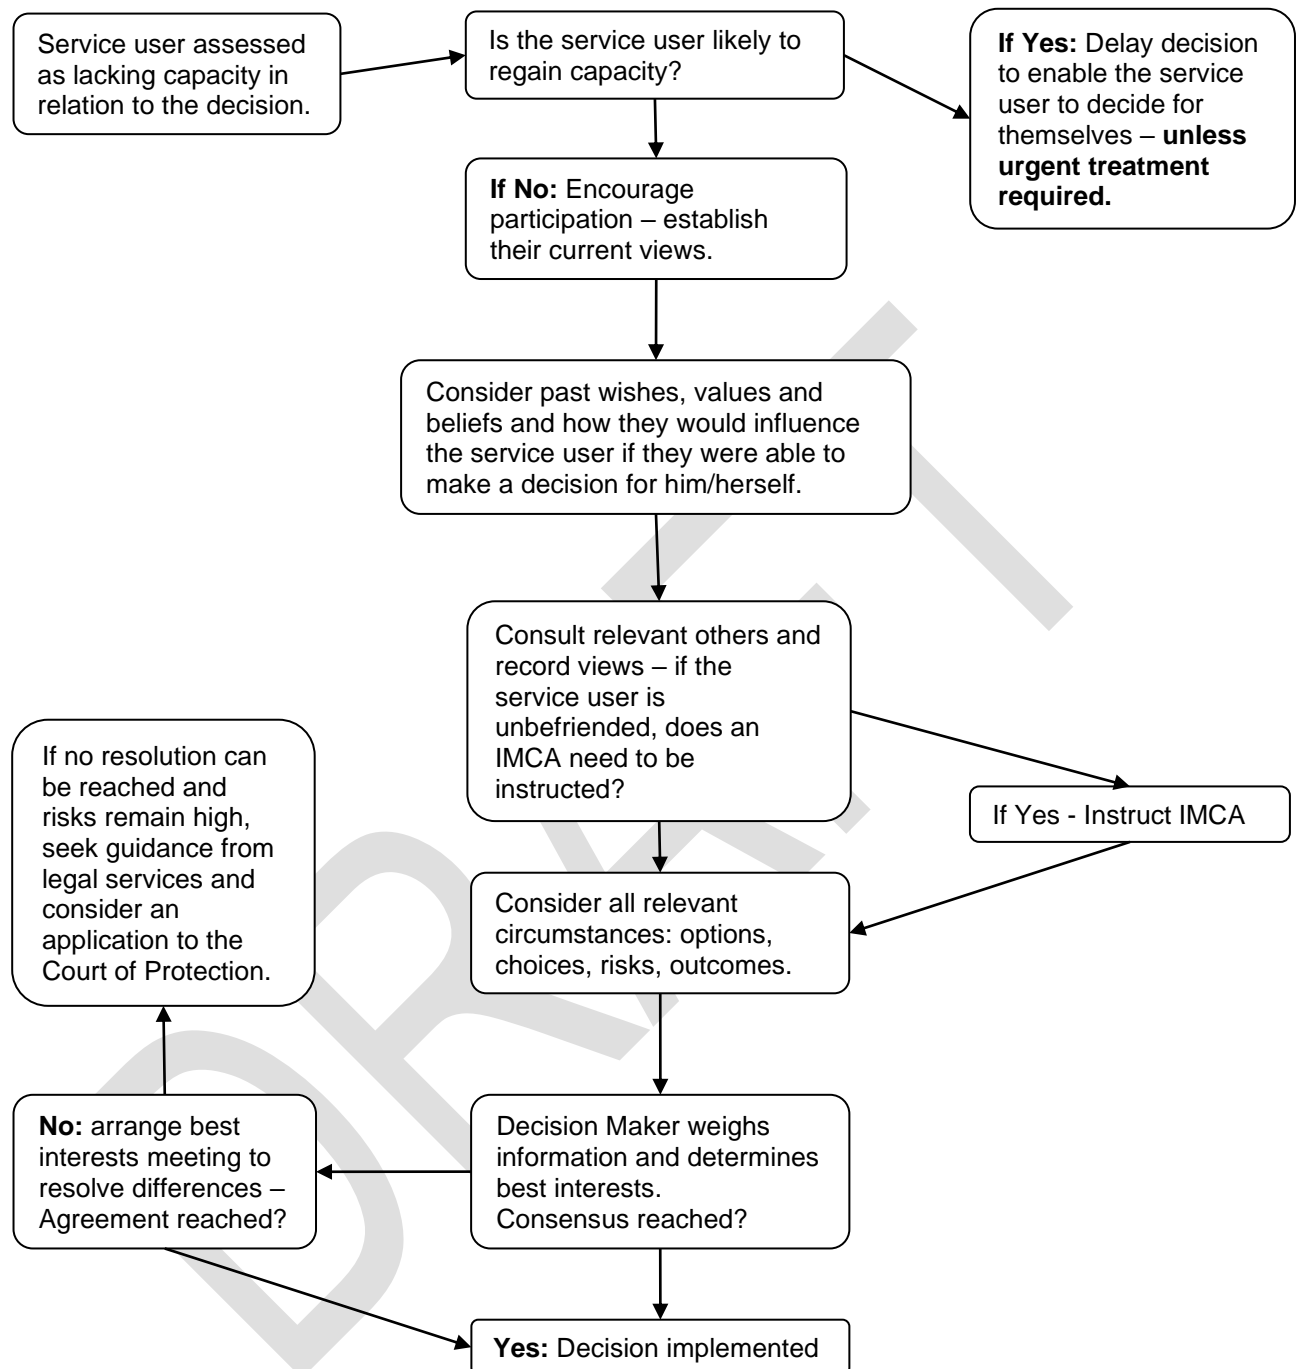 Service user assessed
as lacking capacity in
relation to the decision.
Is the service user likely to
regain capacity?
If Yes: Delay decision
to enable the service
user to decide for
themselves – unless
urgent treatment
required.
If No: Encourage
participation – establish
their current views.
Consider past wishes, values and
beliefs and how they would influence
the service user if they were able to
make a decision for him/herself.
Consult relevant others and
record views – if the
service user is
unbefriended, does an
IMCA need to be
instructed?
If Yes - Instruct IMCA
Consider all relevant
circumstances: options,
choices, risks, outcomes.
If no resolution can
be reached and
risks remain high,
seek guidance from
legal services and
consider an
application to the
Court of Protection.
No: arrange best
interests meeting to
resolve differences –
Agreement reached?
Decision Maker weighs
information and determines
best interests.
Consensus reached?
Yes: Decision implemented
DRAFT